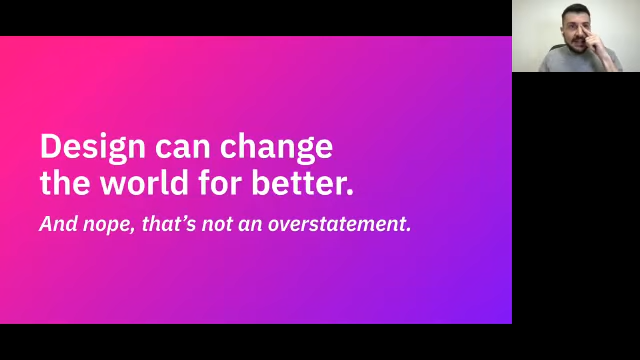 Design can change
the world for better.
And nope, that's not an overstatement.